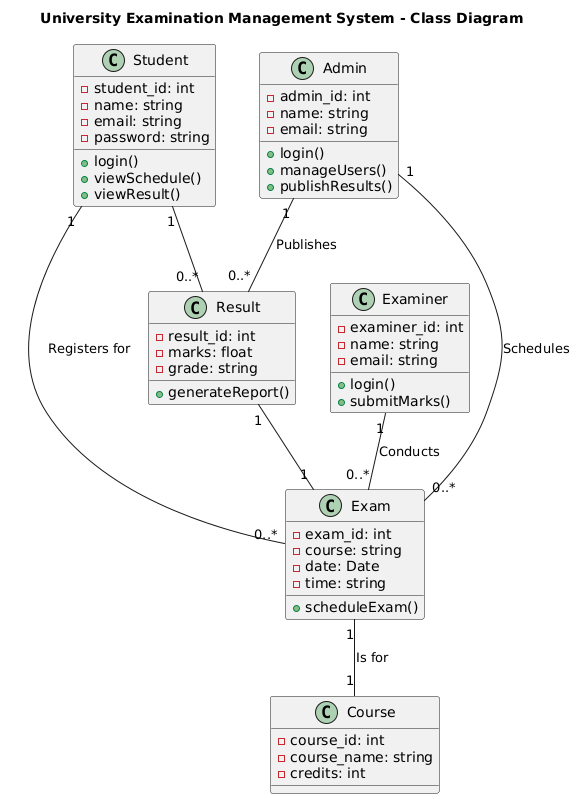 University Examination Management System - Class Diagram
C Student
student_id: int
name: string
email: string
password: string
login()
viewSchedule()
viewResult()
C Admin
admin_id: int
name: string
email: string
login()
manageUsers()
publishResults()
1
1
1
1
Publishes
0..*
0..*
C Result
result_id: int
marks: float
grade: string
generateReport()
C Examiner
examiner_id: int
name: string
email: string
login()
submitMarks()
Registers for
Schedules
1
1
Conducts
1
0..*
0..*
0..*
C Exam
exam_id: int
course: string
date: Date
time: string
scheduleExam()
1
Is for
1
C Course
course_id: int
course_name: string
credits: int